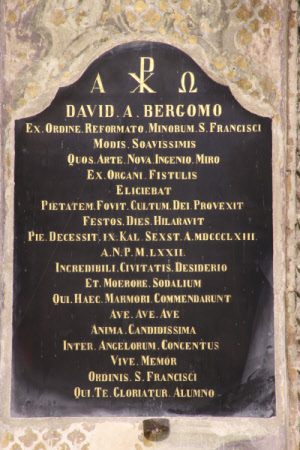 Α ☧ Ω
DAVID. A. BERGOMO
EX. ORDINE. REFORMATO. MINORUM. S. FRANCISCI
MODIS. SOAVISSIMIS
QUOS. ARTE. NOVA. INGENIO. MIRO
EX. ORGANI. FISTULIS
ELICIEBAT
PIETATEM. FOVIT. CULTUM. DEI. PROVEXIT
FESTOS. DIES. HILARAVIT
PIE. DECESSIT. IX. KAL. SEXST. A.MDCCCLXIII.
A. N. P. M. LXXII.
INCREDIBILI. CIVITATIS. DESIDERIO
ET. MOERORE. SODALIUM
QUI. HAEC. MARMORI. COMMENDARUNT
AVE. AVE. AVE
ANIMA. CANDIDISSIMA
INTER. ANGELORUM. CONCENTUS
VIVE. MEMOR
ORDINIS. S. FRANCISCI
QUI. TE. GLORIATUR. ALUMNO